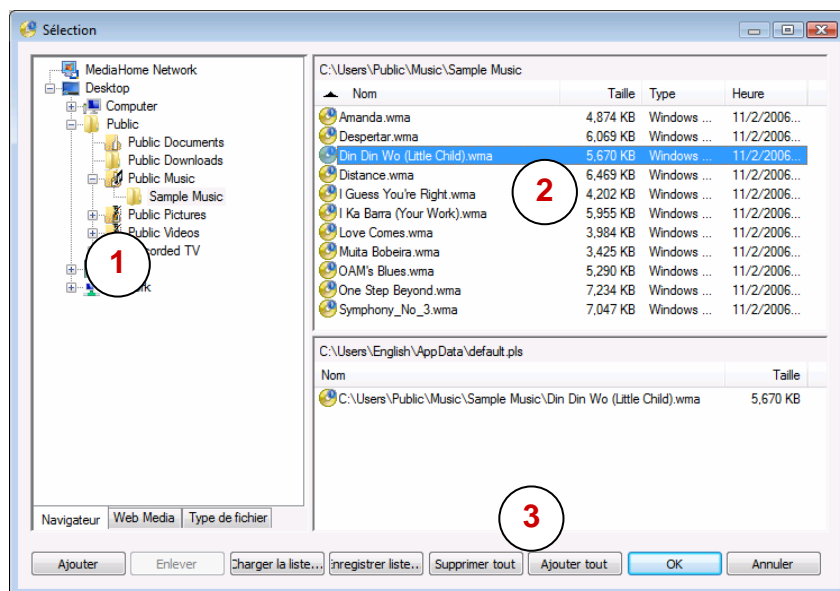 Sélection
MediaHome Network
Desktop
Computer
Public
Public Documents
Public Downloads
Public Music
Sample Music
Public Pictures
Public Videos
orded TV
1
Navigateur Web Media Type de fichier
C:\Users\Public\Music\Sample Music
Nom Taille Type Heure
Amanda.wma 4,874 KB Windows ... 11/2/2006...
Despertar.wma 6,069 KB Windows ... 11/2/2006...
Din Din Wo (Little Child).wma 5,670 KB Windows ... 11/2/2006...
Distance.wma 6,469 KB Windows ... 11/2/2006...
I Guess You're Right.wma 4,202 KB Windows ... 11/2/2006...
I Ka Barra (Your Work).wma 5,955 KB Windows ... 11/2/2006...
Love Comes.wma 3,984 KB Windows ... 11/2/2006...
Muita Bobeira.wma 3,425 KB Windows ... 11/2/2006...
OAM's Blues.wma 5,290 KB Windows ... 11/2/2006...
One Step Beyond.wma 7,234 KB Windows ... 11/2/2006...
Symphony_No_3.wma 7,047 KB Windows ... 11/2/2006...
2
C:\Users\English\AppData\default.pls
Nom Taille
C:\Users\Public\Music\Sample Music\Din Din Wo (Little Child).wma 5,670 KB
3
Ajouter Enlever Charger la liste... nregistrer liste... Supprimer tout Ajouter tout OK Annuler